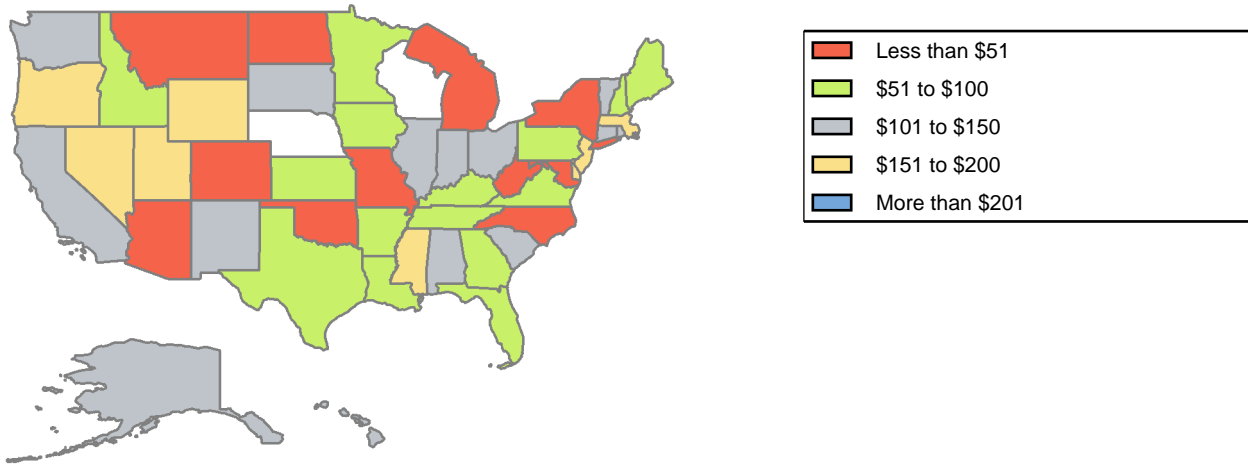 Less than $51
$51 to $100
$101 to $150
$151 to $200
More than $201